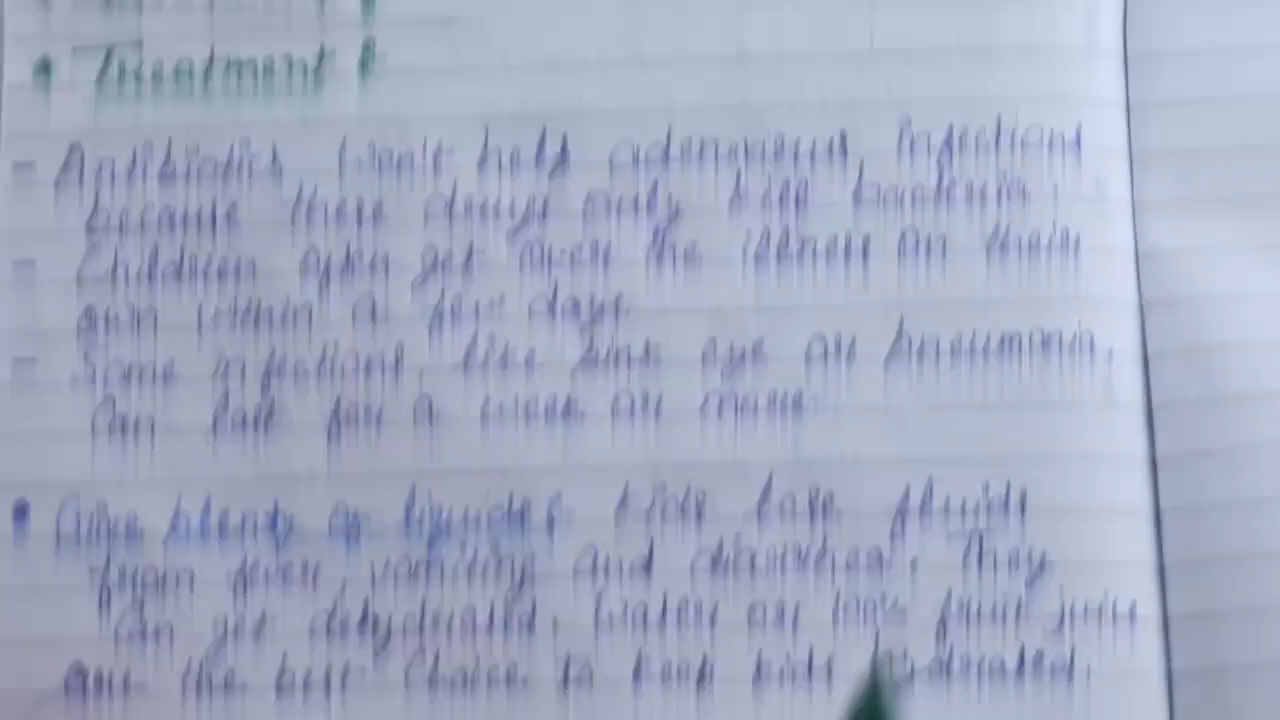 Treatment :
- Antibiotics won't help adenovirus infections
because these drugs only kill bacteria.
- Children often get over the illness on their
own within a few days.
- Some infections, like pink eye or pneumonia,
Can last for a week or more.
• Give plenty of liquids : kids lose fluids
from fever, vomiting and diarrhea. They
Can get dehydrated. Water or 100% fruit juice
are the best choice to keep kids hyderated.